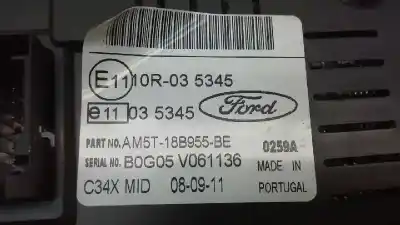 E11 10R-03 5345
e11 03 5345 Ford
PART NO. AM5T-18B955-BE 0259A
SERIAL NO. B0G05 V061136 MADE IN
C34X MID 08-09-11 PORTUGAL